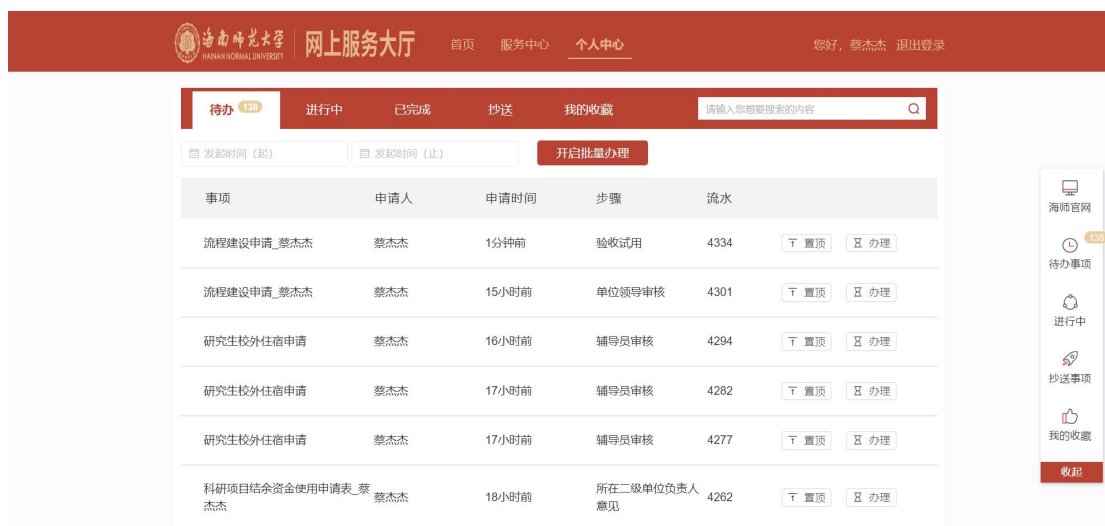 海南师范大学
HAINAN NORMAL UNIVERSITY
网上服务大厅
首页 服务中心 个人中心
您好，蔡杰杰 退出登录
待办 138 进行中 已完成 抄送 我的收藏 请输入您想要搜索的内容
发起时间（起） 发起时间（止） 开启批量办理
事项 申请人 申请时间 步骤 流水
流程建设申请_蔡杰杰 蔡杰杰 1分钟前 验收试用 4334 置顶 办理
流程建设申请_蔡杰杰 蔡杰杰 15小时前 单位领导审核 4301 置顶 办理
研究生校外住宿申请 蔡杰杰 16小时前 辅导员审核 4294 置顶 办理
研究生校外住宿申请 蔡杰杰 17小时前 辅导员审核 4282 置顶 办理
研究生校外住宿申请 蔡杰杰 17小时前 辅导员审核 4277 置顶 办理
科研项目结余资金使用申请表_蔡
杰杰
蔡杰杰 18小时前
所在二级单位负责人
意见
4262 置顶 办理
海师官网
138
待办事项
进行中
抄送事项
我的收藏
收起